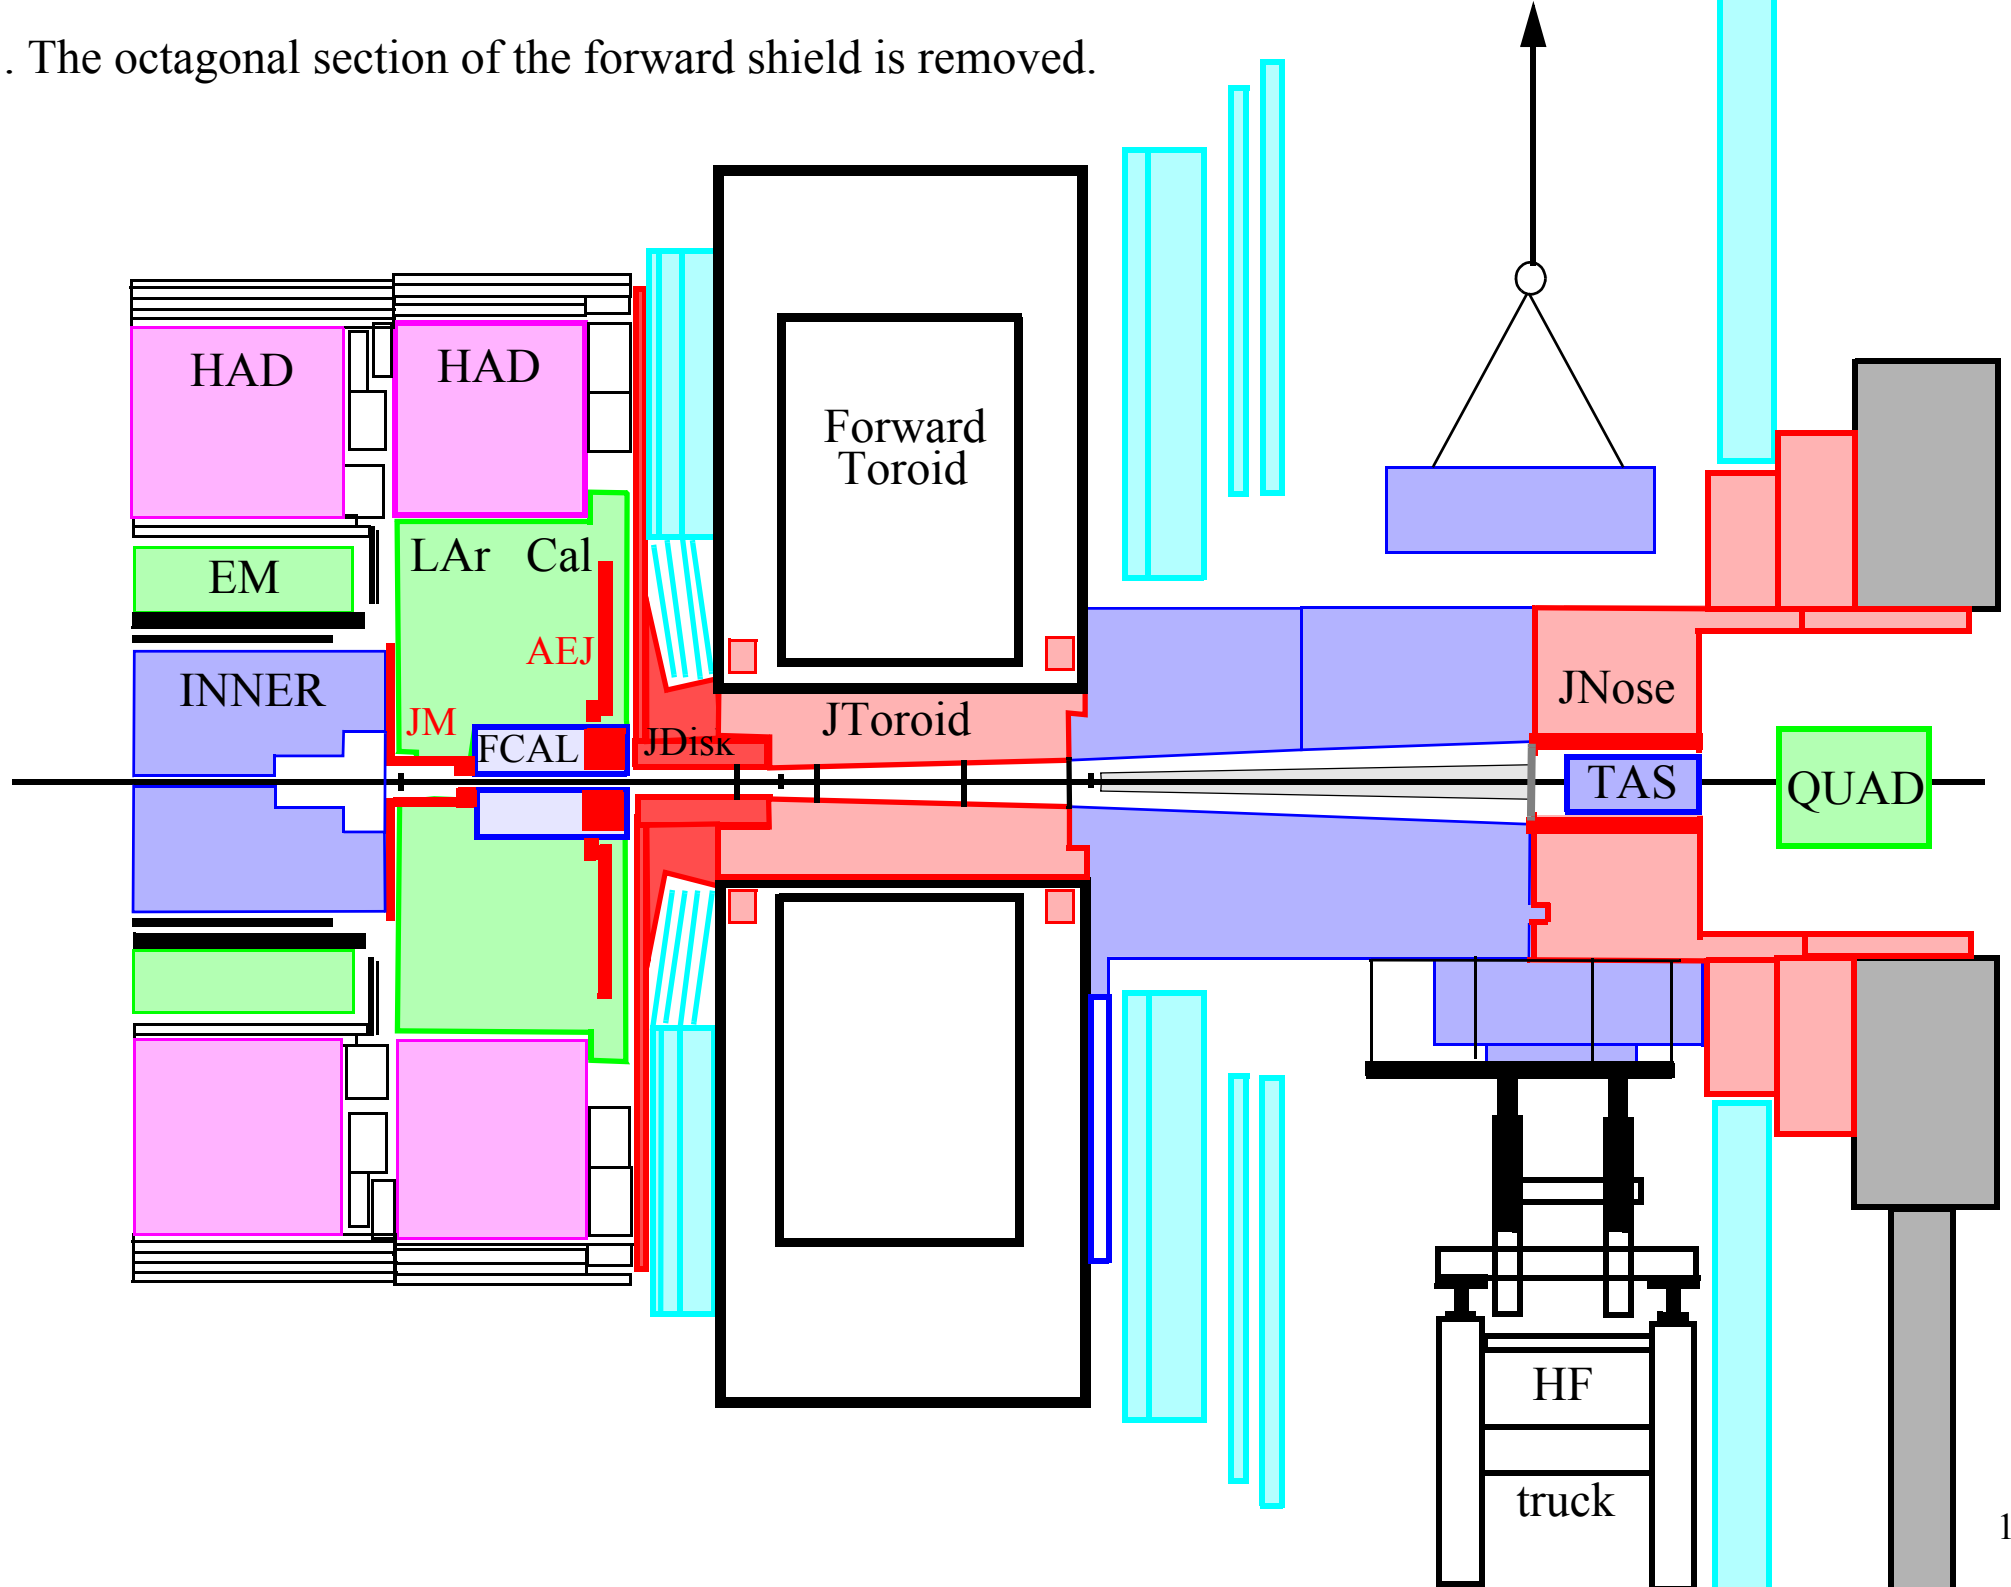 . The octagonal section of the forward shield is removed.
HAD
HAD
Forward
Toroid
LAr Cal
EM
AEJ
INNER
JM
FCAL
JDisk
JToroid
JNose
TAS
QUAD
HF
truck
1